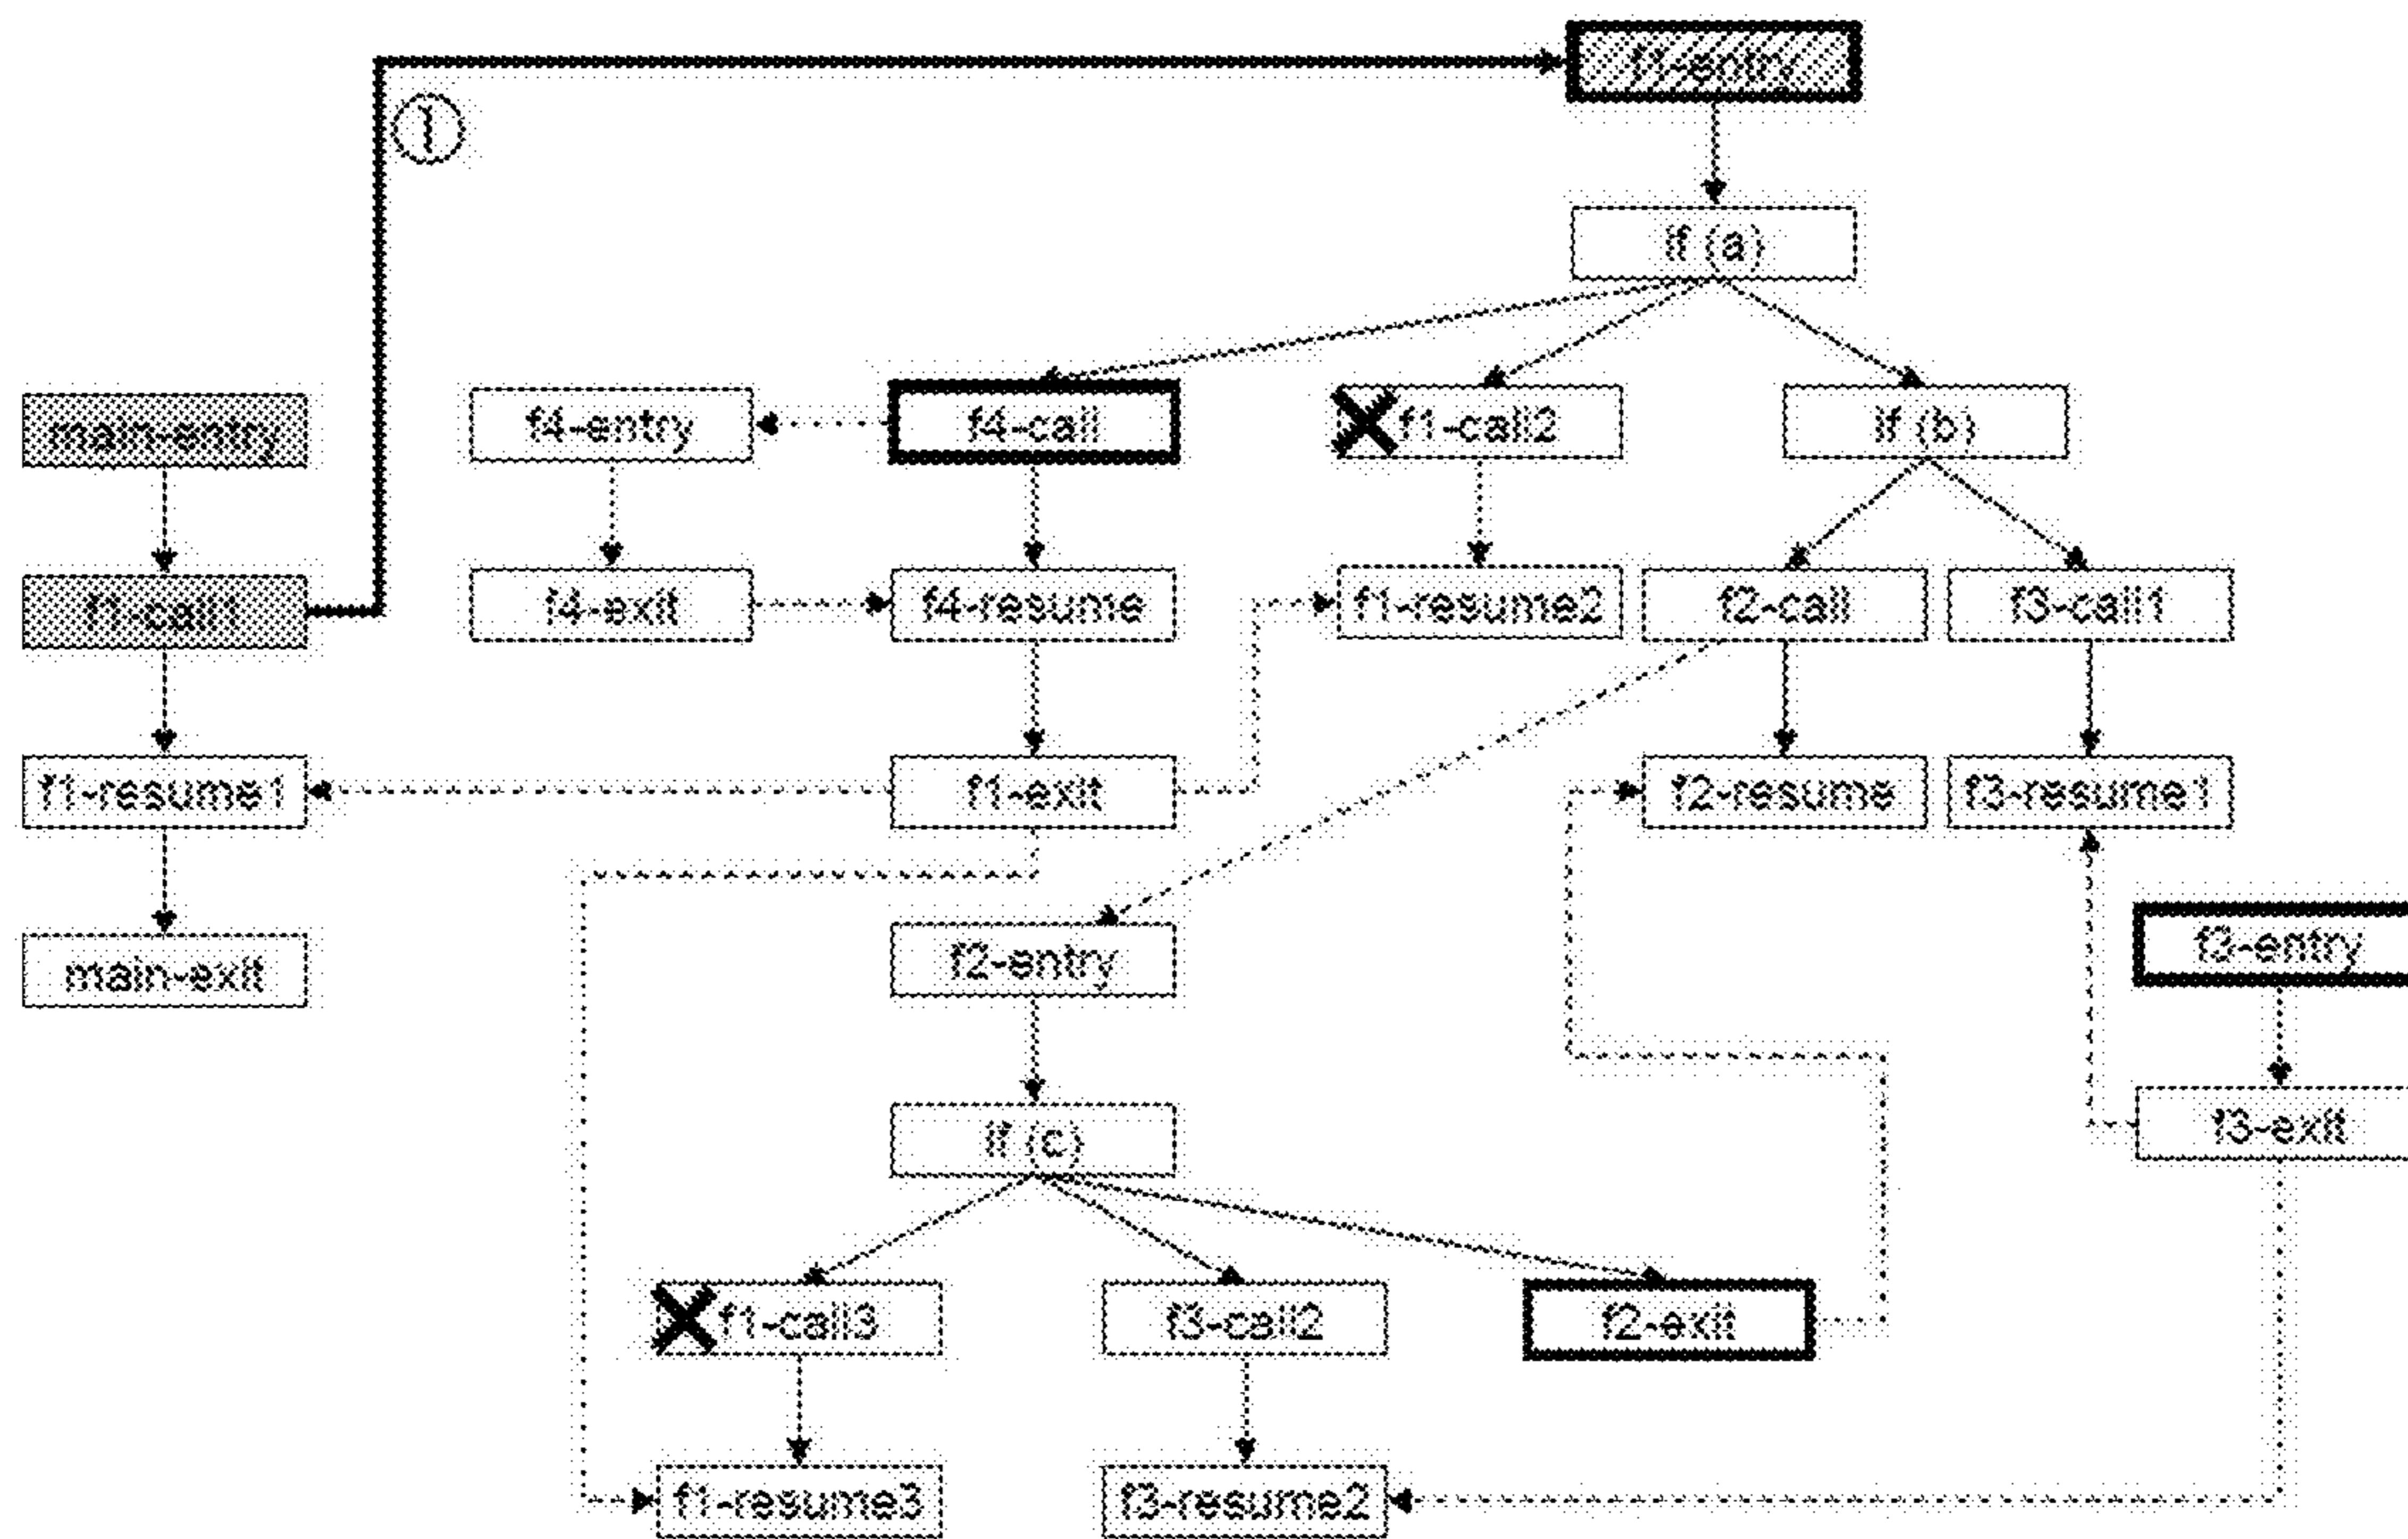 f1-entry
①
if (a)
main-entry
f4-entry
f4-call
f1-call2
if (b)
f1-call1
f4-exit
f4-resume
f1-resume2
f2-call
f3-call1
f1-resume1
f1-exit
f2-resume
f3-resume1
main-exit
f2-entry
f3-entry
if (c)
f3-exit
f1-call3
f3-call2
f2-exit
f1-resume3
f3-resume2